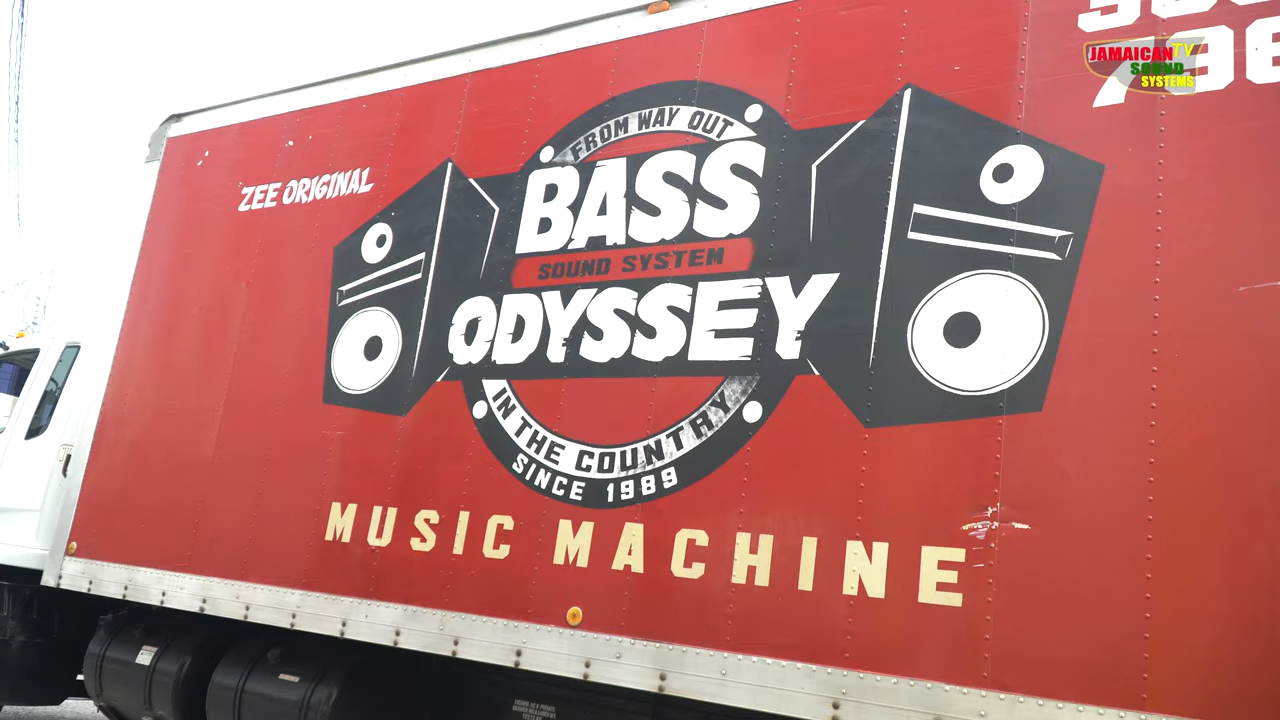 JAMAICAN TV
SOUND
SYSTEMS
ZEE ORIGINAL
FROM WAY OUT
BASS
SOUND SYSTEM
ODYSSEY
IN THE COUNTRY
SINCE 1989
MUSIC MACHINE